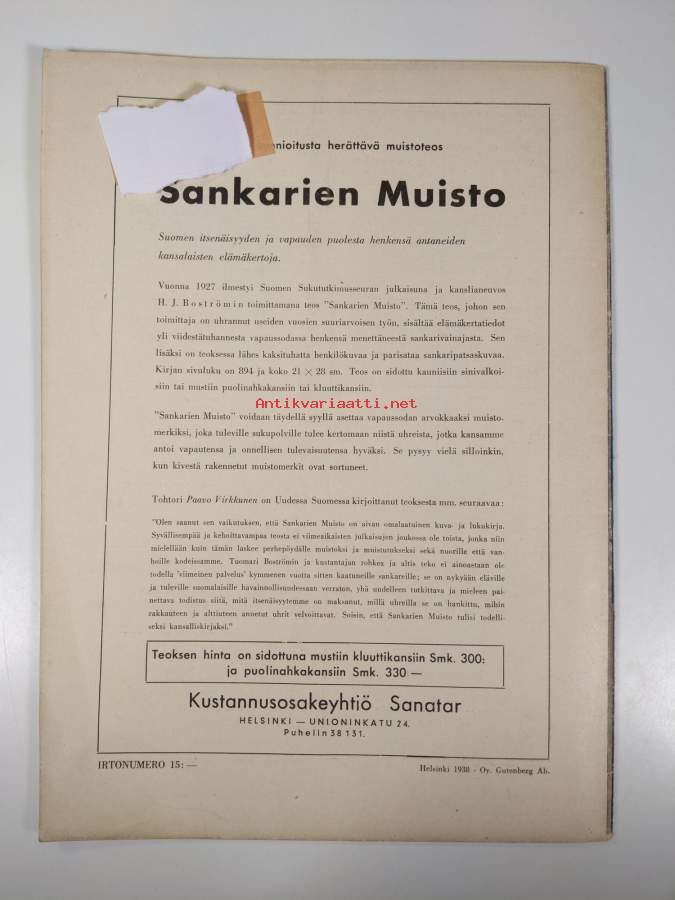 nnioitusta herättävä muistoteos
Sankarien Muisto
Suomen itsenäisyyden ja vapauden puolesta henkensä antaneiden
kansalaisten elämäkertoja.
Vuonna 1927 ilmestyi Suomen Sukututkimusseuran julkaisuna ja kanslianeuvos
H. J. Boströmin toimittamana teos "Sankarien Muisto". Tämä teos, johon sen
toimittaja on uhrannut useiden vuosien suuriarvoisen työn, sisältää elämäkertatiedot
yli viidestätuhannesta vapaussodassa henkensä menettäneestä sankarivainajasta. Sen
lisäksi on teoksessa lähes kaksituhatta henkilökuvaa ja parisataa sankaripatsaskuvaa.
Kirjan sivuluku on 894 ja koko 21 × 28 sm. Teos on sidottu kauniisiin sinivalkoi-
siin tai mustiin puolinahkakansiin tai kluuttikansiin.
Antikvariaatti.net
"Sankarien Muisto" voidaan täydellä syyllä asettaa vapaussodan arvokkaaksi muisto-
merkiksi, joka tuleville sukupolville tulee kertomaan niistä uhreista, jotka kansamme
antoi vapautensa ja onnellisen tulevaisuutensa hyväksi. Se pysyy vielä silloinkin,
kun kivestä rakennetut muistomerkit ovat sortuneet.
Tohtori Paavo Virkkunen on Uudessa Suomessa kirjoittanut teoksesta mm. seuraavaa:
"Olen saanut sen vaikutuksen, että Sankarien Muisto on aivan omalaatuinen kuva- ja lukukirja.
Syvällisempää ja kehoittavampaa teosta ei viimeaikaisten julkaisujen joukossa ole toista, jonka niin
mielellään kuin tämän laskee perhepöydälle muistoksi ja muistutukseksi sekä nuorille että van-
hoille kodeissamme. Tuomari Boströmin ja kustantajan rohkea ja altis teko ei ainoastaan ole
todella 'viimeinen palvelus' kymmenen vuotta sitten kaatuneille sankareille; se on nykyään eläville
ja tuleville suomalaisille havainnollisuudessaan verraton, yhä uudelleen tutkittava ja mieleen pai-
nettava todistus siitä, mitä itsenäisyytemme on maksanut, millä uhreilla se on hankittu, mihin
rakkauteen ja alttiuteen annetut uhrit velvoittavat. Soisin, että Sankarien Muisto tulisi todelli-
seksi kansalliskirjaksi."
Teoksen hinta on sidottuna mustiin kluuttikansiin Smk. 300:
ja puolinahkakansiin Smk. 330 —
Kustannusosakeyhtiö Sanatar
HELSINKI — UNIONINKATU 24.
Puhelin 38 131.
IRTONUMERO 15: —
Helsinki 1938 - Oy. Gutenberg Ab.